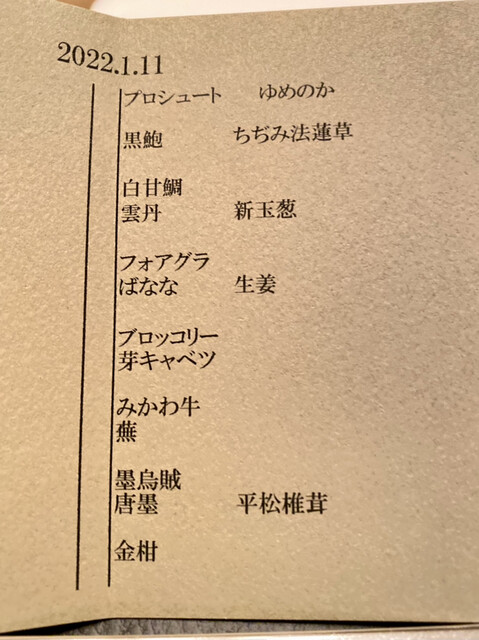 2022.1.11
プロシュート ゆめのか
黒鮑 ちぢみ法蓮草
白甘鯛
雲丹 新玉葱
フォアグラ
ばなな 生姜
ブロッコリー
芽キャベツ
みかわ牛
蕪
墨烏賊
唐墨 平松椎茸
金柑